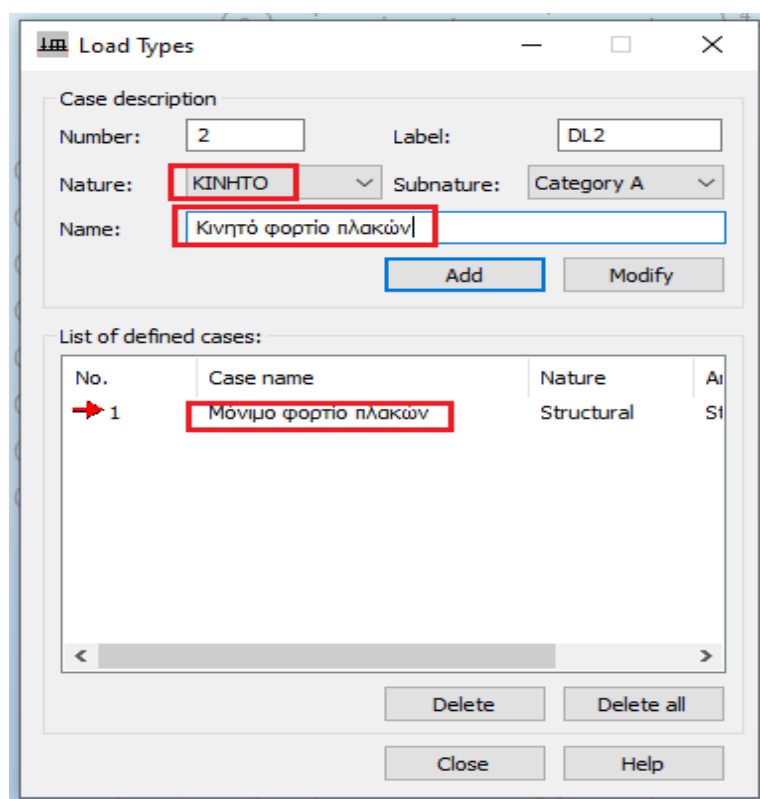 Load Types
Case description
Number: 2 Label: DL2
Nature: ΚΙΝΗΤΟ Subnature: Category A
Name: Κινητό φορτίο πλακών
Add Modify
List of defined cases:
No. Case name Nature
1 Μόνιμο φορτίο πλακών Structural St
Delete Delete all
Close Help